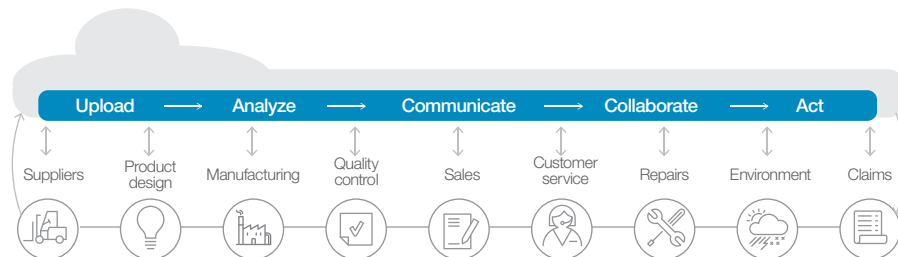 Upload → Analyze → Communicate → Collaborate → Act
Suppliers
Product
design
Manufacturing
Quality
control
Sales
Customer
service
Repairs
Environment
Claims